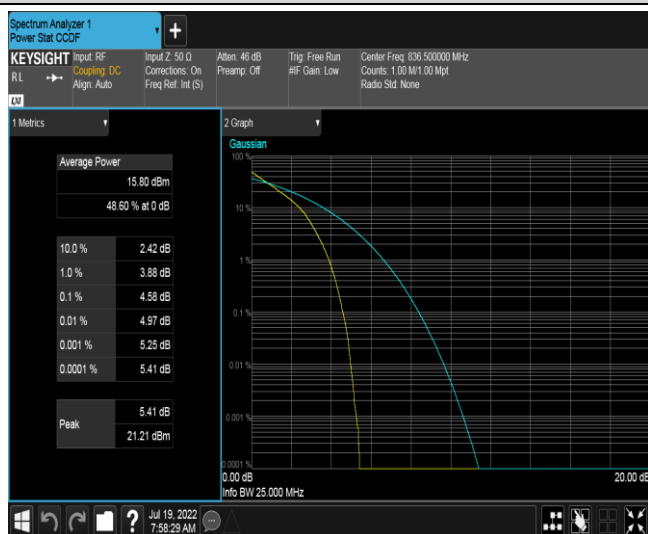 Spectrum Analyzer 1
Power Stat CCDF
KEYSIGHT
R L
LXI
Input: RF
Coupling: DC
Align: Auto
Input Z: 50 Ω
Corrections: On
Freq Ref: Int (S)
Atten: 46 dB
Preamp: Off
Trig: Free Run
#IF Gain: Low
Center Freq: 836.500000 MHz
Counts: 1.00 M/1.00 Mpt
Radio Std: None
1 Metrics
Average Power
15.80 dBm
48.60 % at 0 dB
10.0 % 2.42 dB
1.0 % 3.88 dB
0.1 % 4.58 dB
0.01 % 4.97 dB
0.001 % 5.25 dB
0.0001 % 5.41 dB
Peak
5.41 dB
21.21 dBm
2 Graph
Gaussian
100 %
10 %
1 %
0.1 %
0.01 %
0.001 %
0.0001 %
0.00 dB 20.00 dB
Info BW 25.000 MHz
Jul 19, 2022
7:58:29 AM